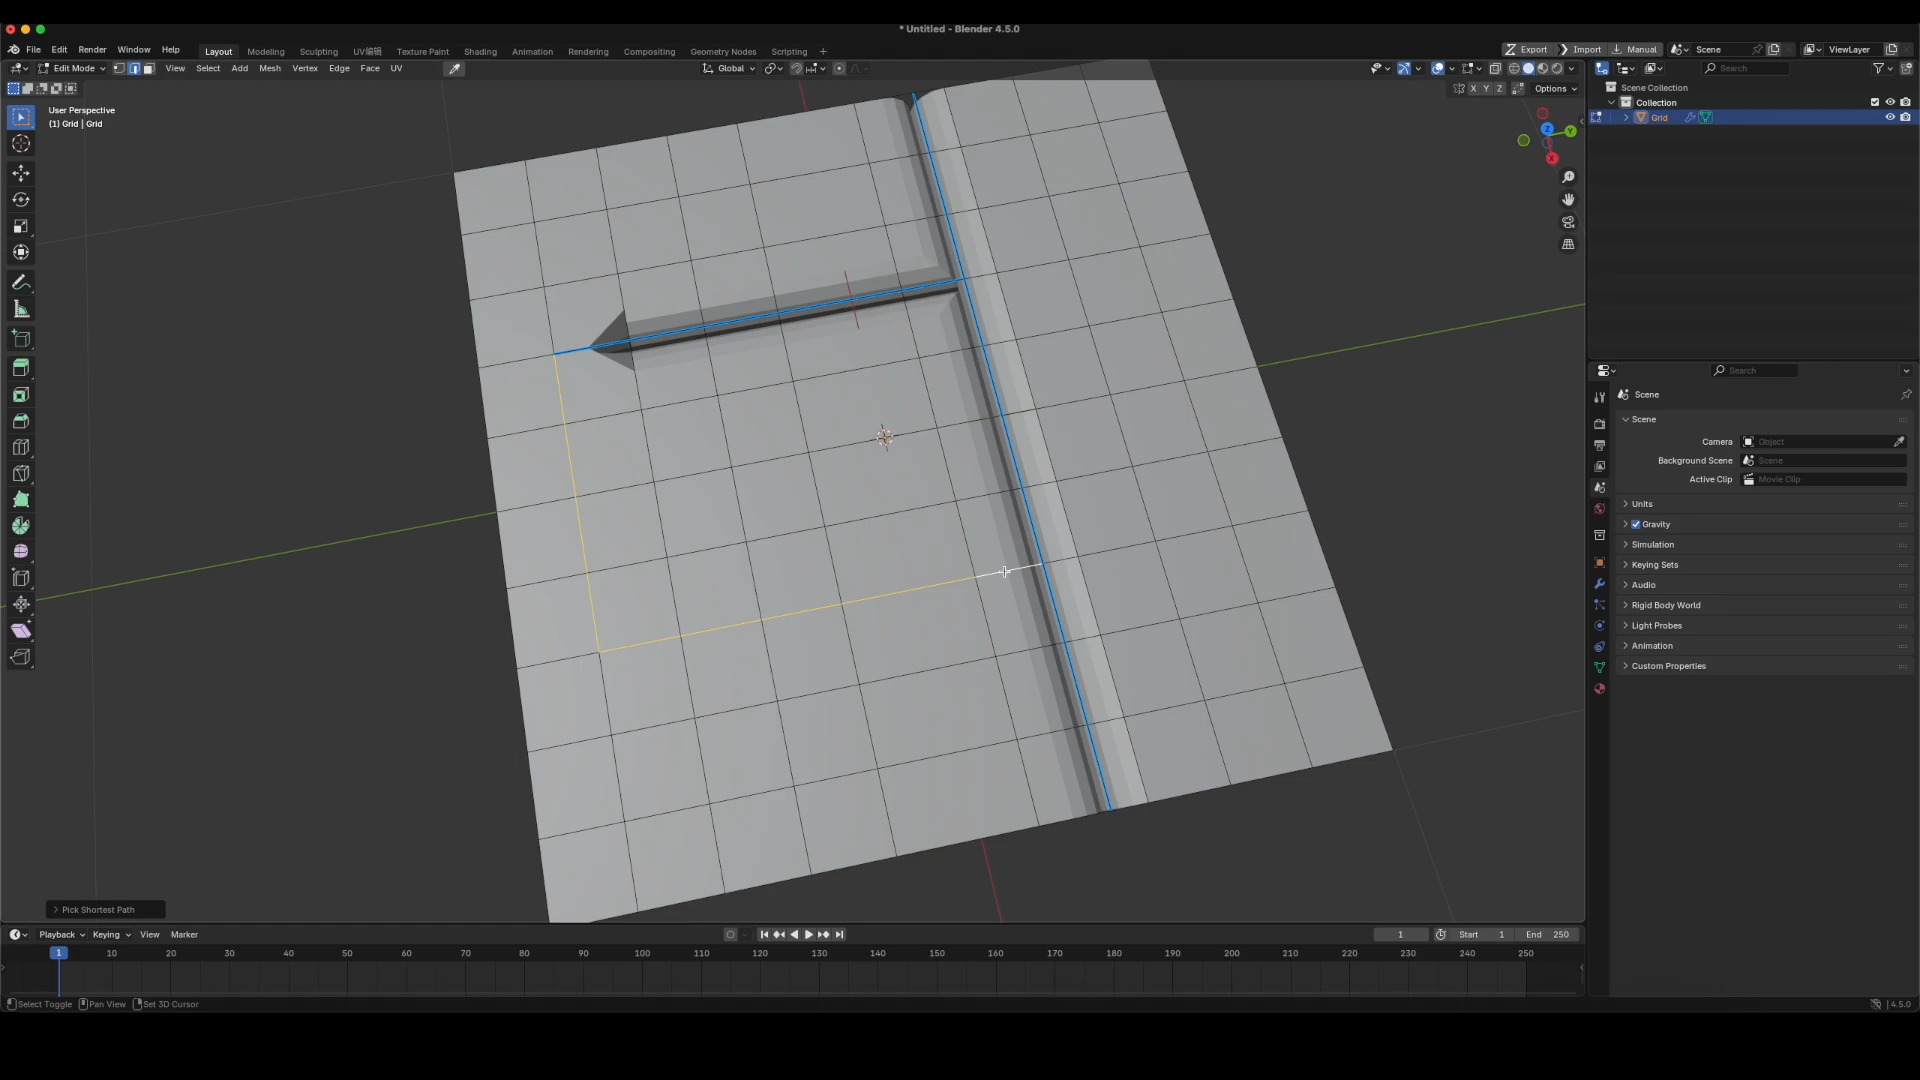 * Untitled - Blender 4.5.0
File Edit Render Window Help Layout Modeling Sculpting UV编辑 Texture Paint Shading Animation Rendering Compositing Geometry Nodes Scripting + Export Import Manual Scene ViewLayer
Edit Mode View Select Add Mesh Vertex Edge Face UV Global Search
X Y Z Options
Scene Collection
Collection
Grid
User Perspective
(1) Grid | Grid
Z Y X
Search
Scene
Scene
Camera Object
Background Scene Scene
Active Clip Movie Clip
Units
Gravity
Simulation
Keying Sets
Audio
Rigid Body World
Light Probes
Animation
Custom Properties
Pick Shortest Path
Playback Keying View Marker 1 Start 1 End 250
1 10 20 30 40 50 60 70 80 90 100 110 120 130 140 150 160 170 180 190 200 210 220 230 240 250
Select Toggle Pan View Set 3D Cursor 4.5.0